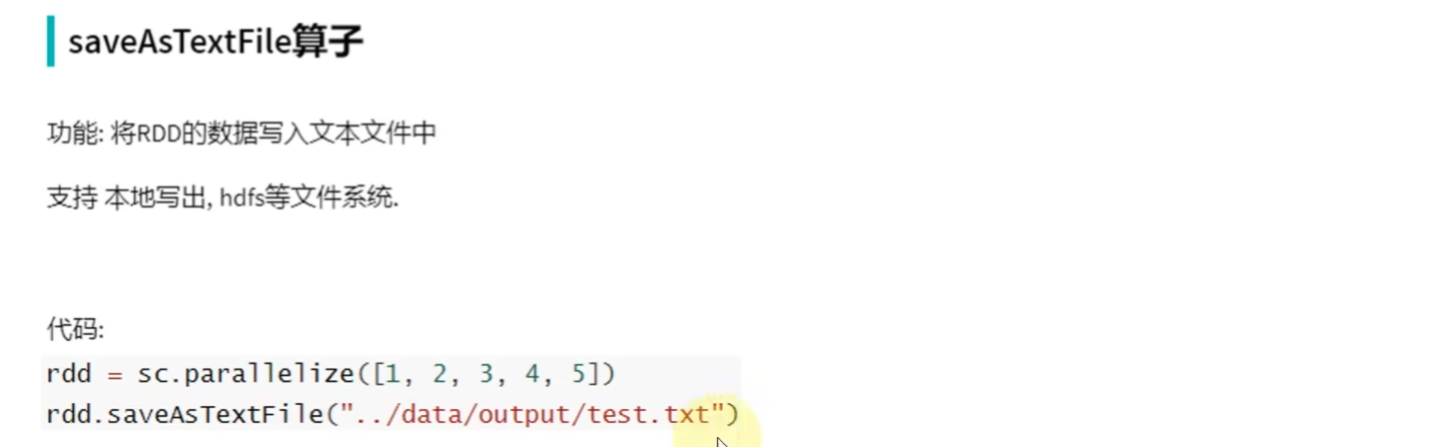 saveAsTextFile算子
功能: 将RDD的数据写入文本文件中
支持 本地写出, hdfs等文件系统.
代码:
rdd = sc.parallelize([1, 2, 3, 4, 5])
rdd.saveAsTextFile("../data/output/test.txt")